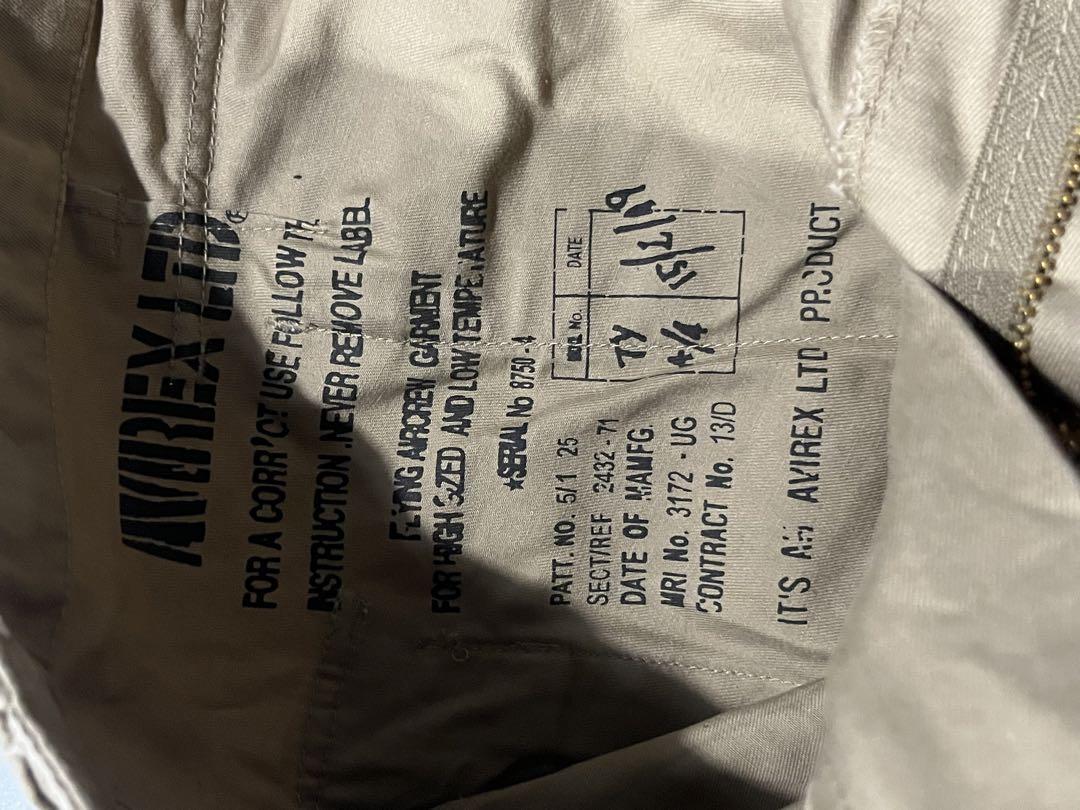 AVIREX LTD®
FOR A CORR'CT USE FOLLOW
INSTRUCTION .NEVER REMOVE LABEL
FLYING AIRCREW GARMENT
FOR HIGH SIZED AND LOW TEMPERATURE
★SERIAL No 8750-4
PATT. NO. 5/1 25
SECT/REF 2432-71
DATE OF MAMFG.
MRI No. 3172 - UG
CONTRACT No. 13/D
No. DATE
TY
A/4
IT'S AN AVIREX LTD PRODUCT